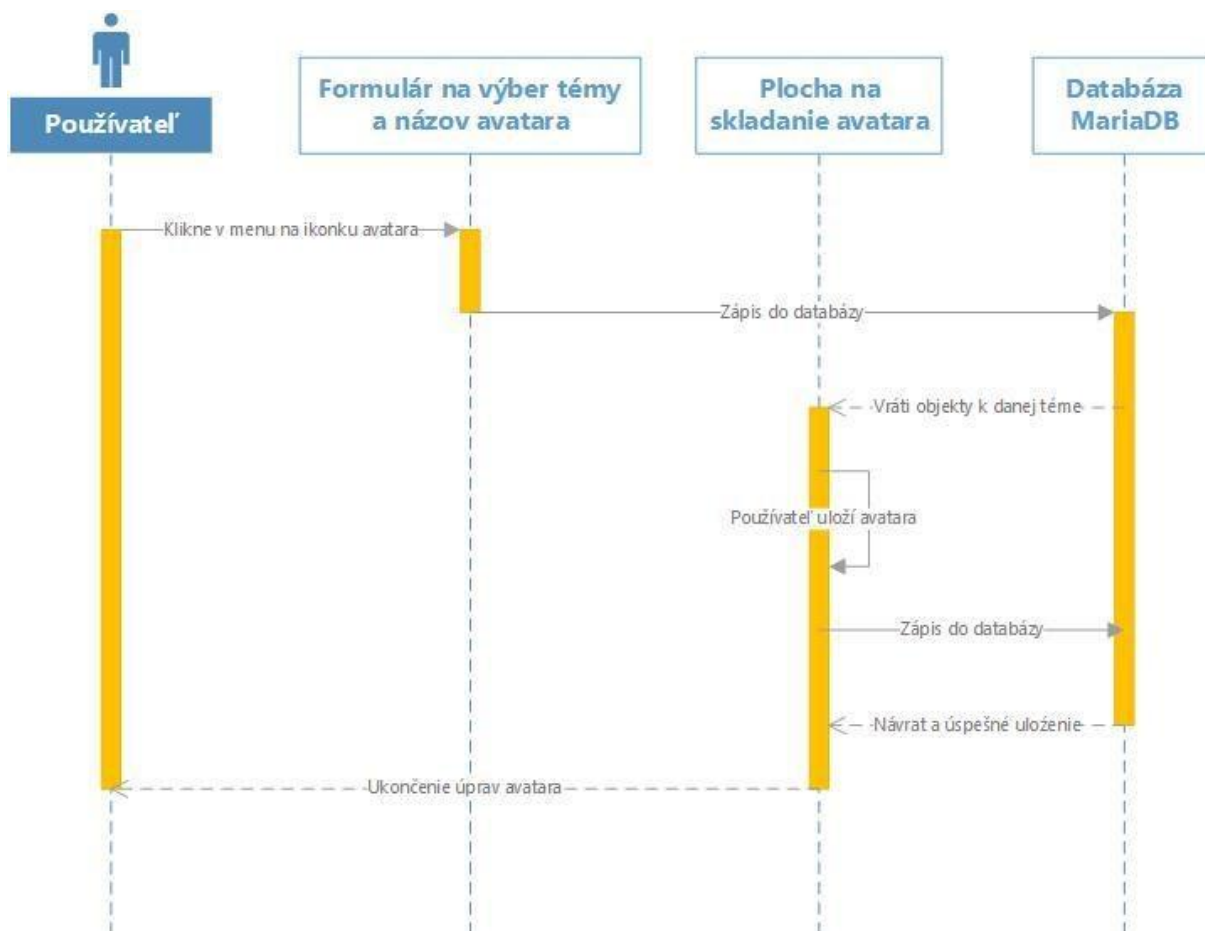 Používateľ
Formulár na výber témy
a názov avatara
Plocha na
skladanie avatara
Databáza
MariaDB
Klikne v menu na ikonku avatara
Zápis do databázy
Vráti objekty k danej téme
Používateľ uloží avatara
Zápis do databázy
Návrat a úspešné uloženie
Ukončenie úprav avatara